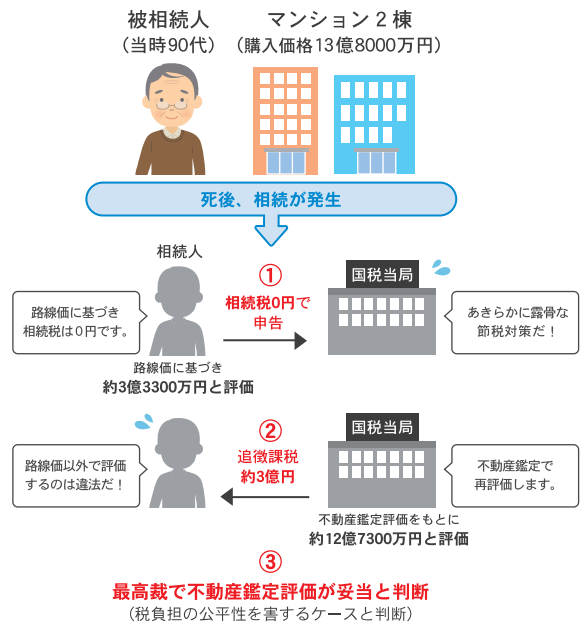 被相続人
(当時90代)
マンション2棟
(購入価格13億8000万円)
死後、相続が発生
相続人
路線価に基づき
相続税は0円です。
①
相続税0円で
申告
国税当局
あきらかに露骨な
節税対策だ!
路線価に基づき
約3億3300万円と評価
路線価以外で評価
するのは違法だ!
②
追徴課税
約3億円
国税当局
不動産鑑定で
再評価します。
不動産鑑定評価をもとに
約12億7300万円と評価
③
最高裁で不動産鑑定評価が妥当と判断
(税負担の公平性を害するケースと判断)